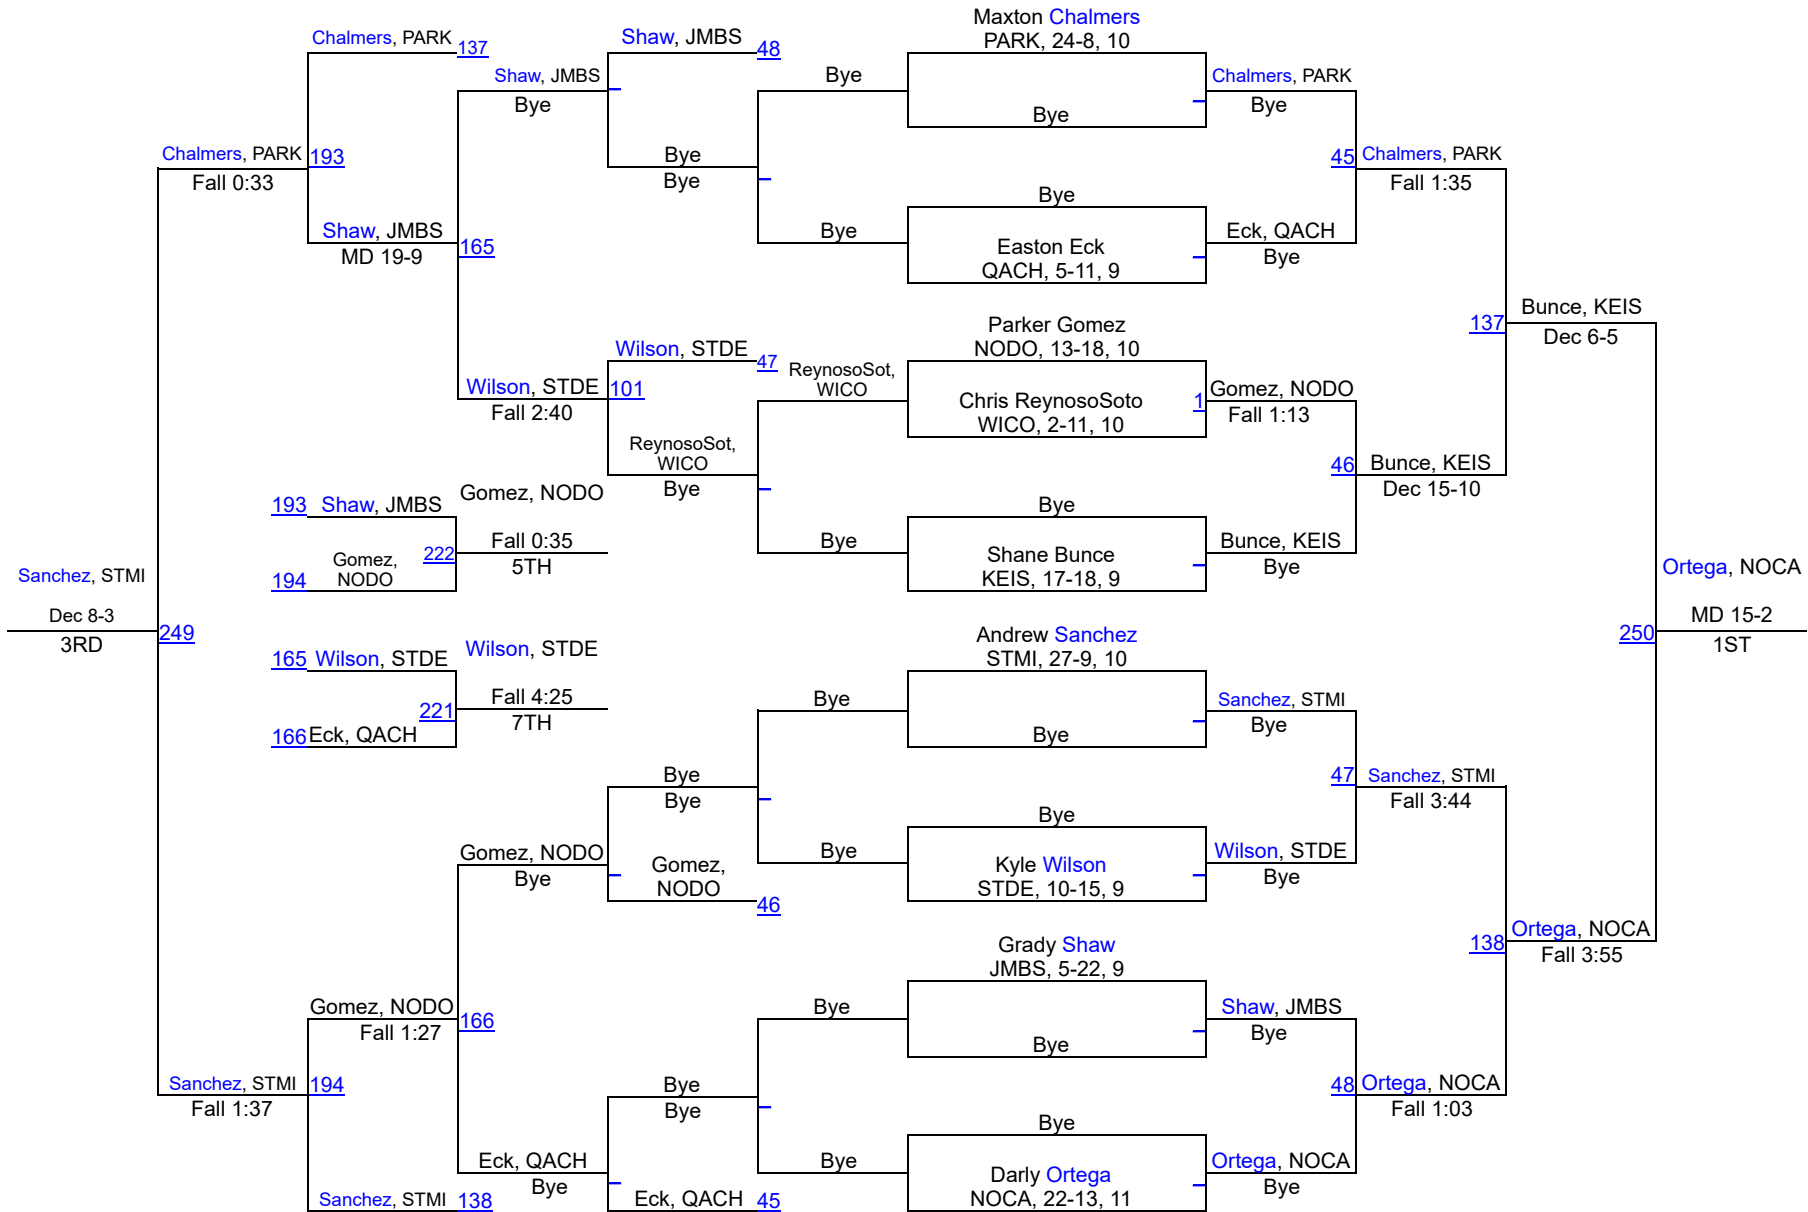 Maxton Chalmers
PARK, 24-8, 10
Bye
Bye
Easton Eck
QACH, 5-11, 9
Parker Gomez
NODO, 13-18, 10
Chris ReynosoSoto
WICO, 2-11, 10
Bye
Shane Bunce
KEIS, 17-18, 9
Andrew Sanchez
STMI, 27-9, 10
Bye
Bye
Kyle Wilson
STDE, 10-15, 9
Grady Shaw
JMBS, 5-22, 9
Bye
Bye
Darly Ortega
NOCA, 22-13, 11
Chalmers, PARK
Bye
Eck, QACH
Bye
1
Gomez, NODO
Fall 1:13
Bunce, KEIS
Bye
Sanchez, STMI
Bye
Wilson, STDE
Bye
Shaw, JMBS
Bye
Ortega, NOCA
Bye
45
Chalmers, PARK
Fall 1:35
46
Bunce, KEIS
Dec 15-10
47
Sanchez, STMI
Fall 3:44
48
Ortega, NOCA
Fall 1:03
137
Bunce, KEIS
Dec 6-5
138
Ortega, NOCA
Fall 3:55
Ortega, NOCA
250
MD 15-2
1ST
Bye
Bye
ReynosoSot,
WICO
Bye
Bye
Bye
Bye
Bye
Shaw, JMBS
48
Bye
Bye
Wilson, STDE
47
ReynosoSot,
WICO
Bye
Bye
Bye
Gomez,
NODO
46
Bye
Bye
Eck, QACH
45
Shaw, JMBS
Bye
Wilson, STDE
101
Fall 2:40
Gomez, NODO
Bye
Eck, QACH
Bye
Chalmers, PARK
137
Shaw, JMBS
165
MD 19-9
Gomez, NODO
166
Fall 1:27
Sanchez, STMI
138
Chalmers, PARK
193
Fall 0:33
Sanchez, STMI
194
Fall 1:37
Sanchez, STMI
Dec 8-3
249
3RD
193
Shaw, JMBS
Gomez, NODO
222
Fall 0:35
5TH
194
Gomez,
NODO
165
Wilson, STDE
Wilson, STDE
221
Fall 4:25
7TH
166
Eck, QACH